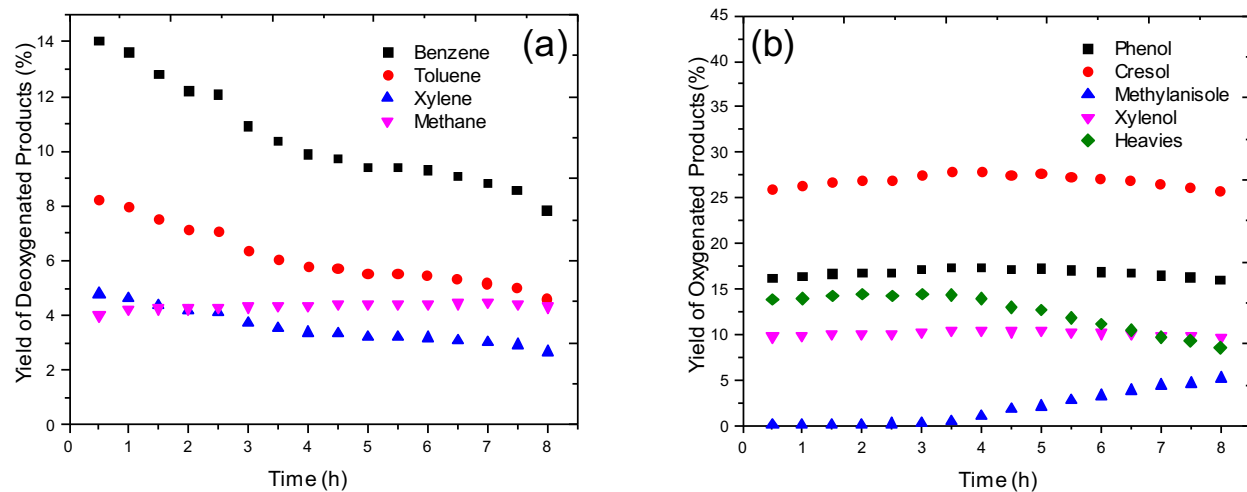 (a)
Benzene
Toluene
Xylene
Methane
Yield of Deoxygenated Products (%)
14
12
10
8
6
4
2
0
0 1 2 3 4 5 6 7 8
Time (h)
(b)
Phenol
Cresol
Methylanisole
Xylenol
Heavies
Yield of Oxygenated Products(%)
45
40
35
30
25
20
15
10
5
0
0 1 2 3 4 5 6 7 8
Time (h)